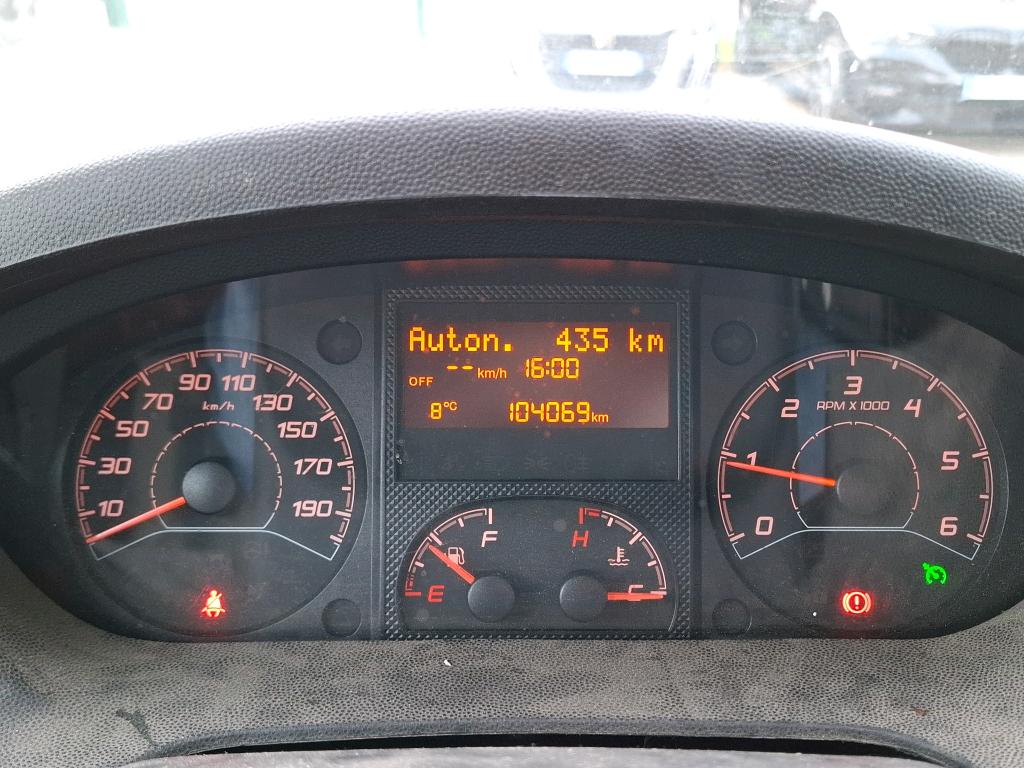 Auton. 435 km
-- km/h 16:00
OFF
8°C 104069km
10 30 50 70 90 110 130 150 170 190
km/h
E F
H C
0 1 2 3 4 5 6
RPM X 1000